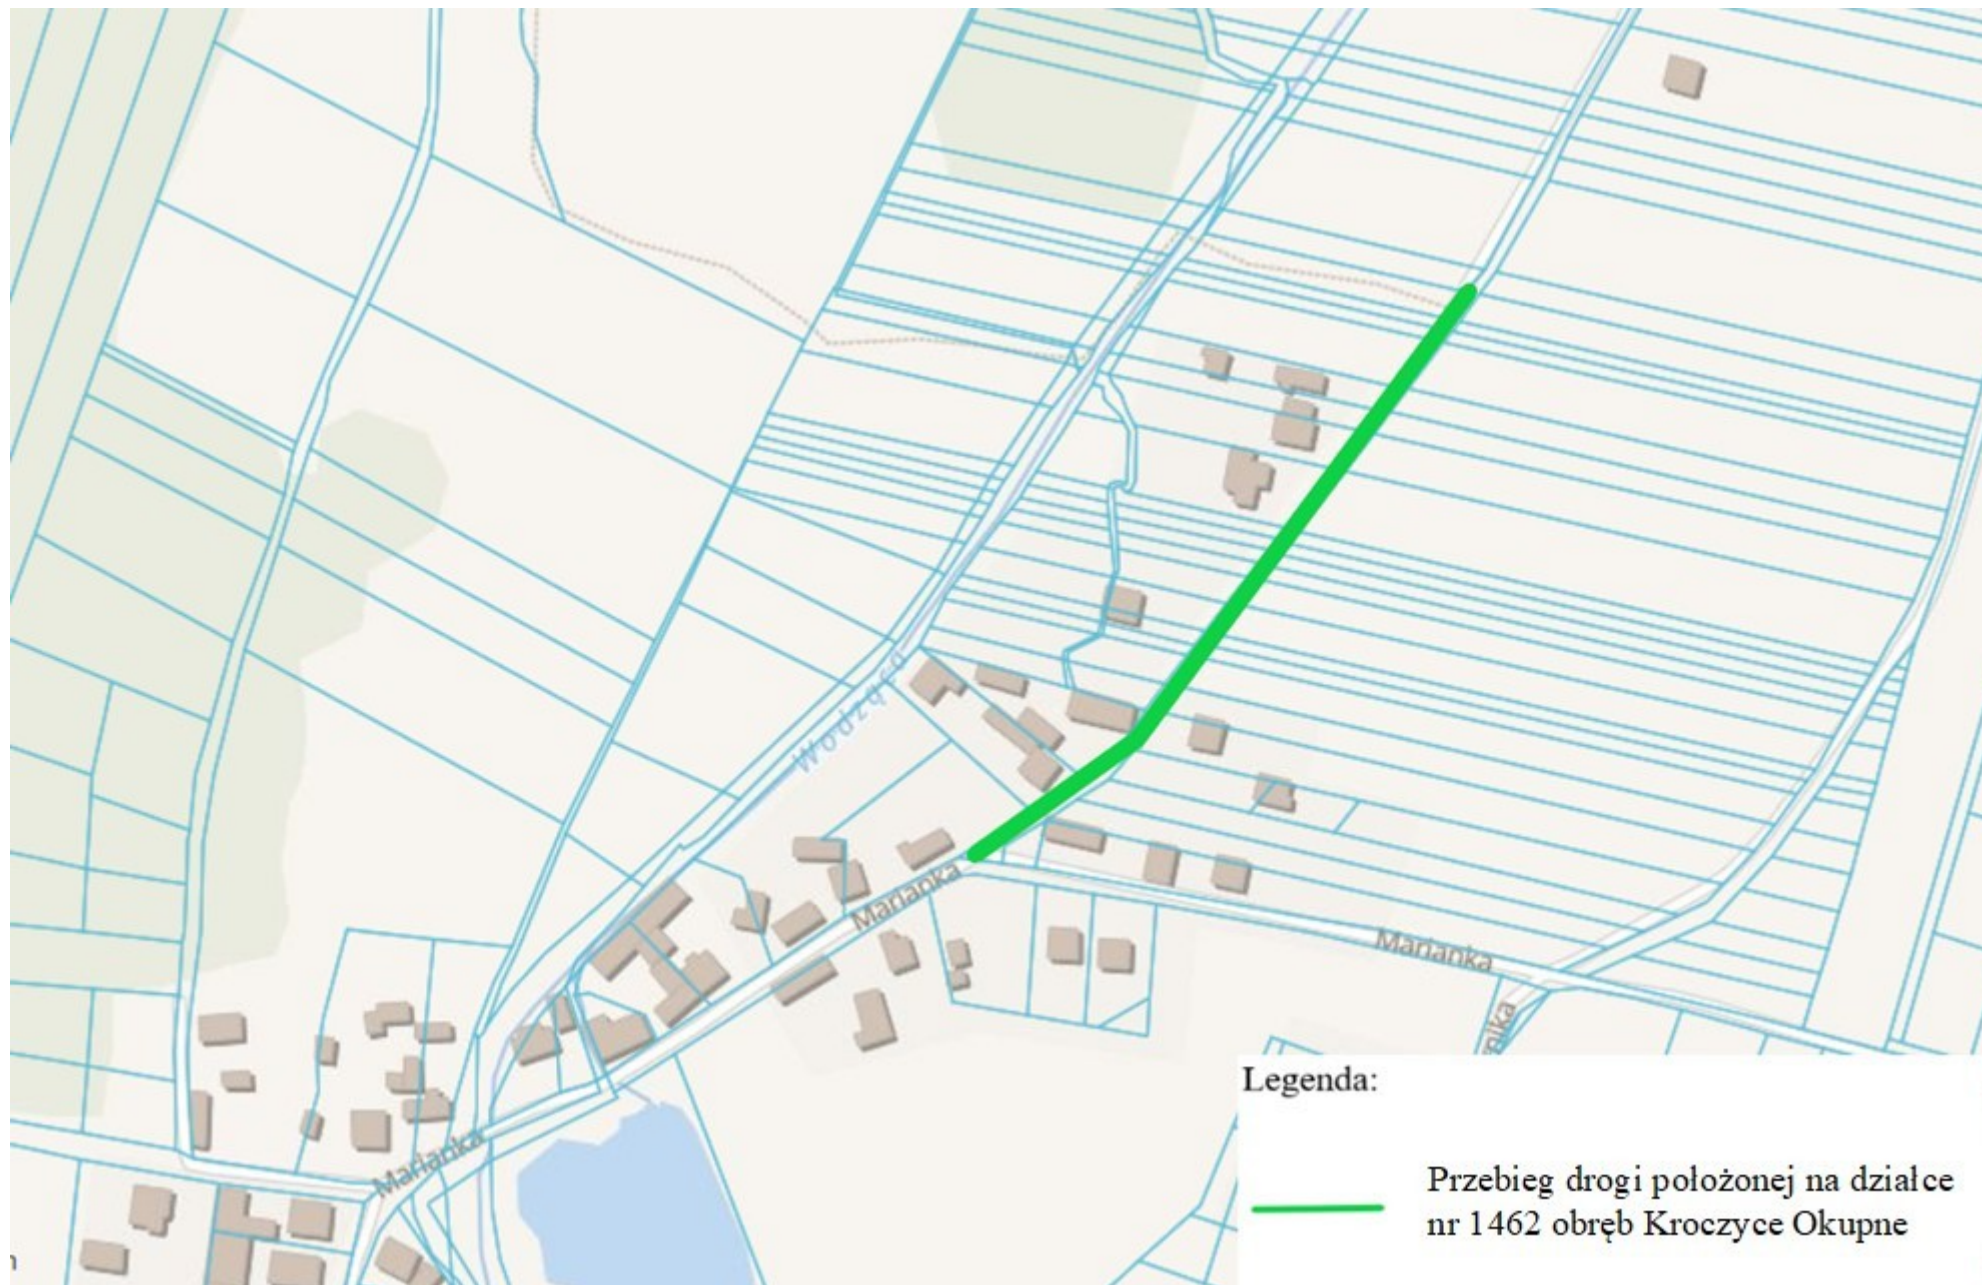 Wodząca
Marianka
Marianka
Marianka
Legenda:
Przebieg drogi położonej na działce
nr 1462 obręb Kroczyce Okupne